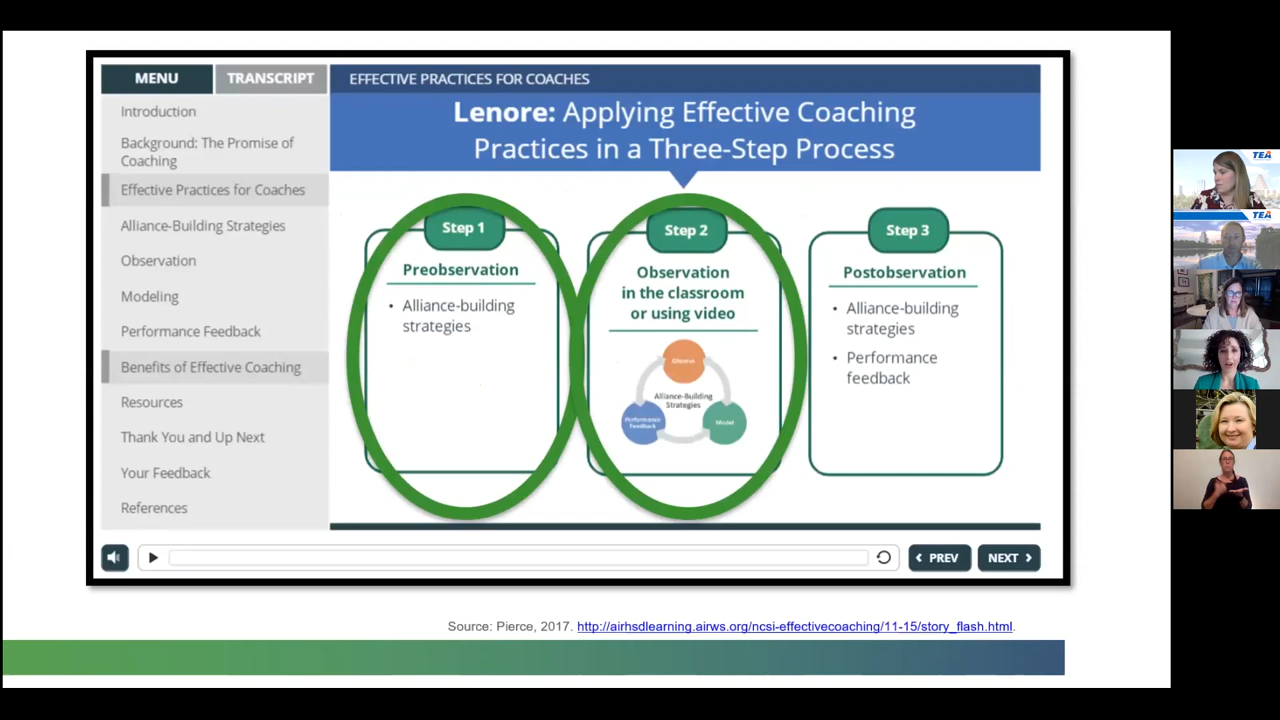 MENU
TRANSCRIPT
Introduction
Background: The Promise of
Coaching
Effective Practices for Coaches
Alliance-Building Strategies
Observation
Modeling
Performance Feedback
Benefits of Effective Coaching
Resources
Thank You and Up Next
Your Feedback
References
EFFECTIVE PRACTICES FOR COACHES
Lenore: Applying Effective Coaching
Practices in a Three-Step Process
Step 1
Preobservation
• Alliance-building
strategies
Step 2
Observation
in the classroom
or using video
Observe
Alliance-Building
Strategies
Performance
Feedback
Model
Step 3
Postobservation
• Alliance-building
strategies
• Performance
feedback
PREV
NEXT
Source: Pierce, 2017. http://airhsdlearning.airws.org/ncsi-effectivecoaching/11-15/story_flash.html.
TEA
TEA